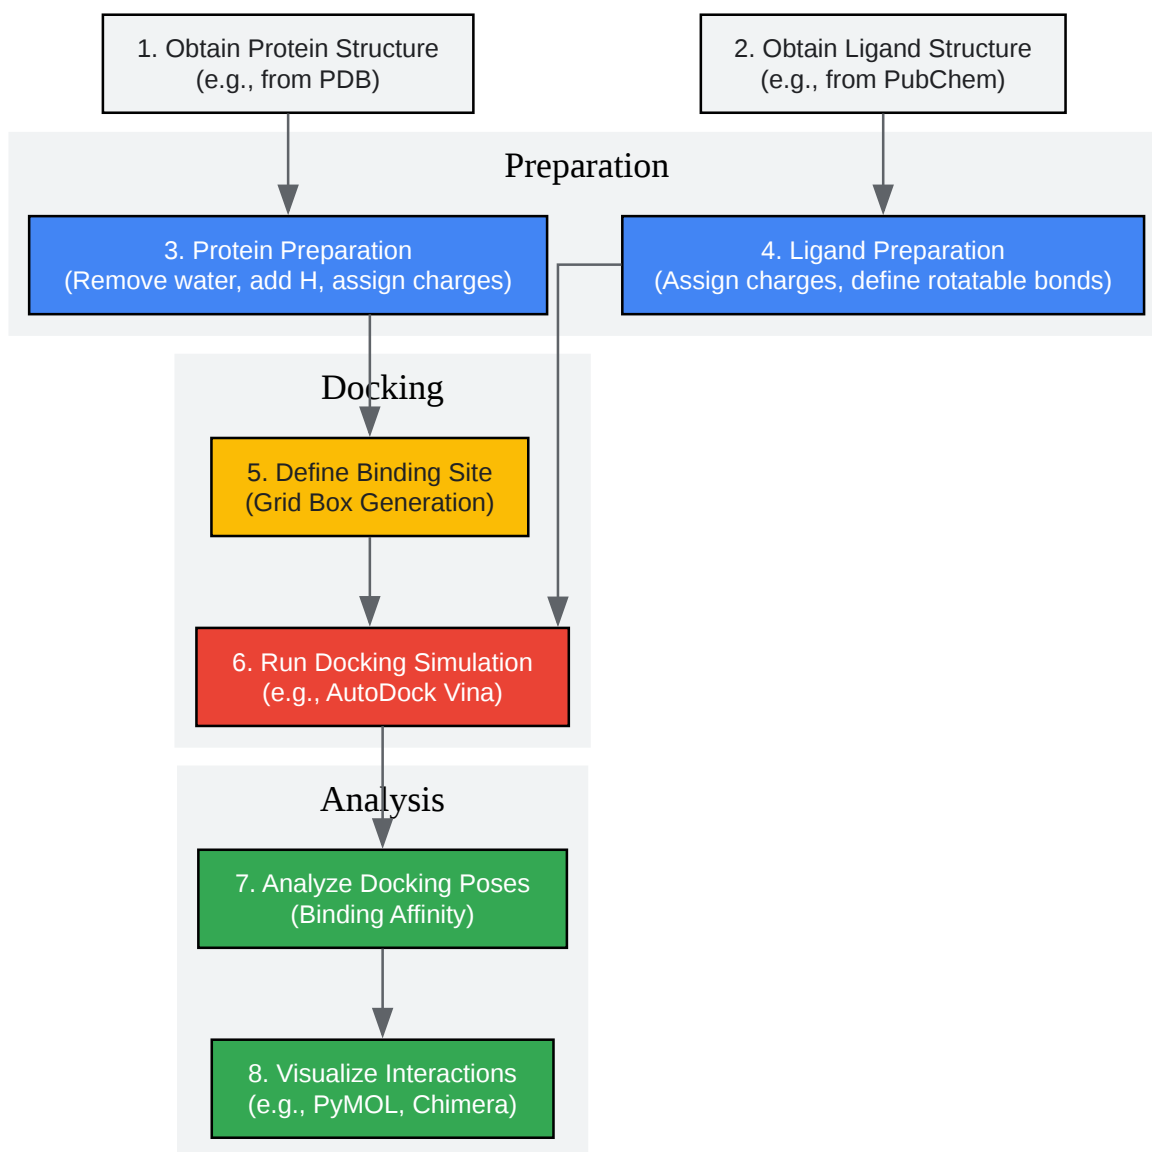 1. Obtain Protein Structure
(e.g., from PDB)
2. Obtain Ligand Structure
(e.g., from PubChem)
Preparation
3. Protein Preparation
(Remove water, add H, assign charges)
4. Ligand Preparation
(Assign charges, define rotatable bonds)
Docking
5. Define Binding Site
(Grid Box Generation)
6. Run Docking Simulation
(e.g., AutoDock Vina)
Analysis
7. Analyze Docking Poses
(Binding Affinity)
8. Visualize Interactions
(e.g., PyMOL, Chimera)